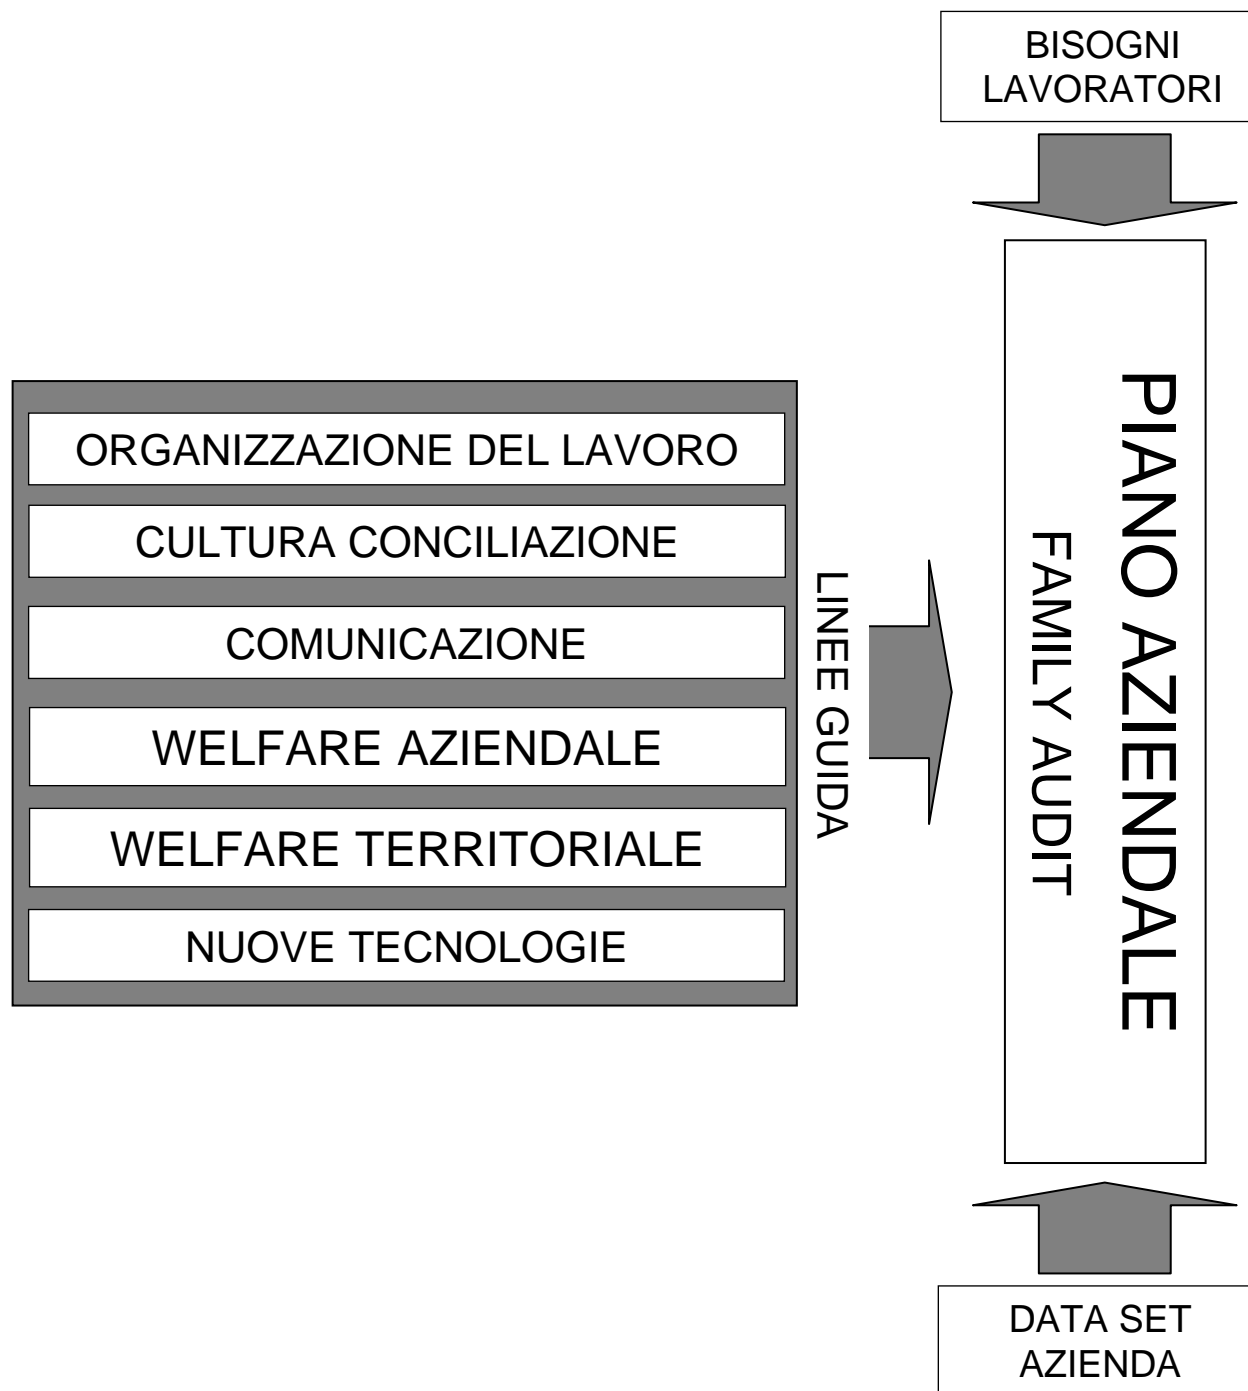 BISOGNI
LAVORATORI
ORGANIZZAZIONE DEL LAVORO
CULTURA CONCILIAZIONE
COMUNICAZIONE
WELFARE AZIENDALE
WELFARE TERRITORIALE
NUOVE TECNOLOGIE
LINEE GUIDA
PIANO AZIENDALE
FAMILY AUDIT
DATA SET
AZIENDA